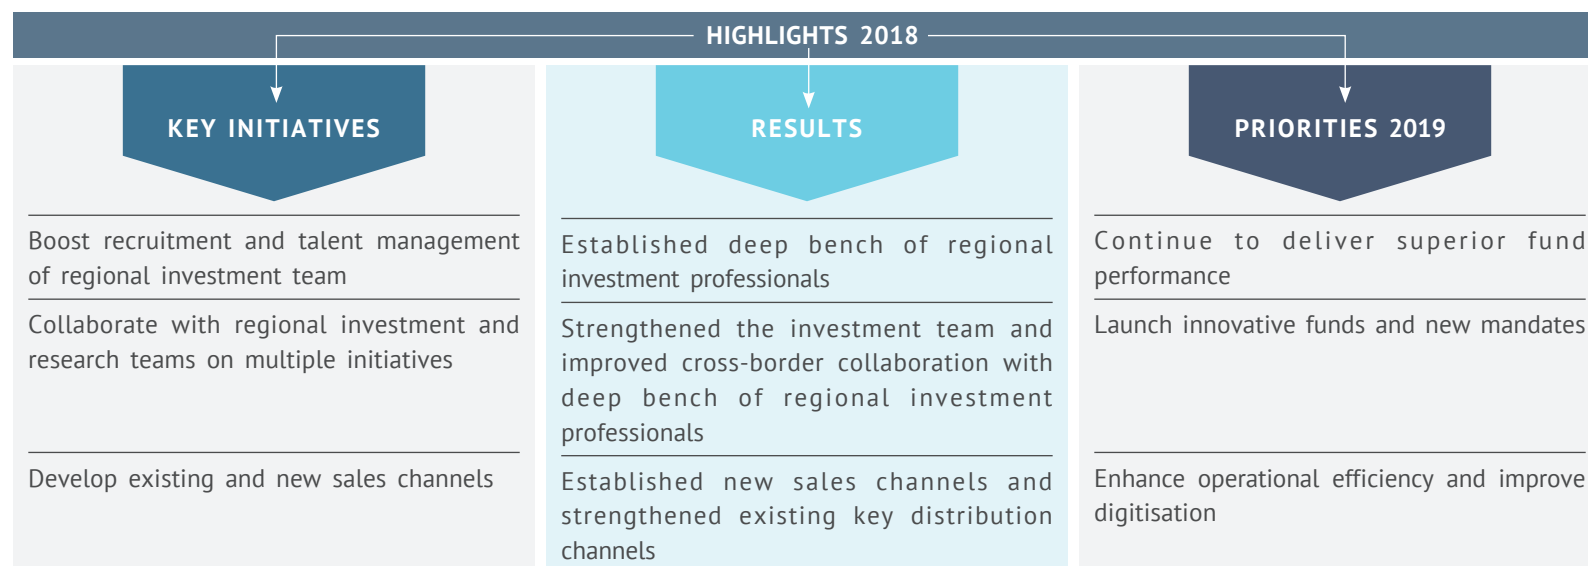 HIGHLIGHTS 2018
KEY INITIATIVES
Boost recruitment and talent management
of regional investment team
Collaborate with regional investment and
research teams on multiple initiatives
Develop existing and new sales channels
RESULTS
Established deep bench of regional
investment professionals
Strengthened the investment team and
improved cross-border collaboration with
deep bench of regional investment
professionals
Established new sales channels and
strengthened existing key distribution
channels
PRIORITIES 2019
Continue to deliver superior fund
performance
Launch innovative funds and new mandates
Enhance operational efficiency and improve
digitisation